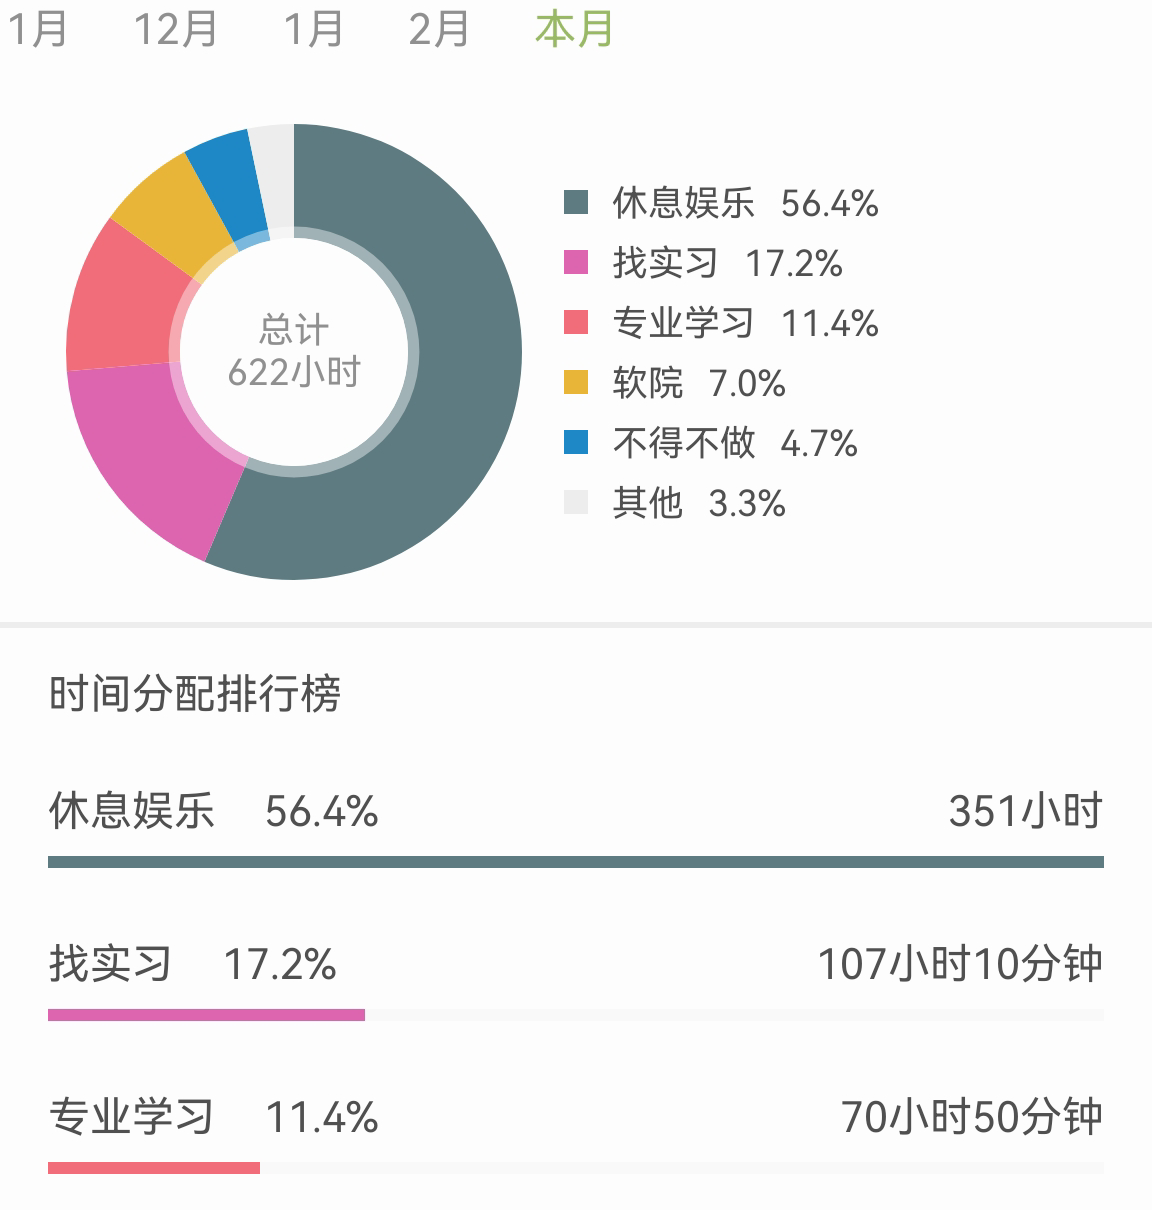 1月 12月 1月 2月 本月
总计
622小时
休息娱乐 56.4%
找实习 17.2%
专业学习 11.4%
软院 7.0%
不得不做 4.7%
其他 3.3%
时间分配排行榜
休息娱乐 56.4% 351小时
找实习 17.2% 107小时10分钟
专业学习 11.4% 70小时50分钟